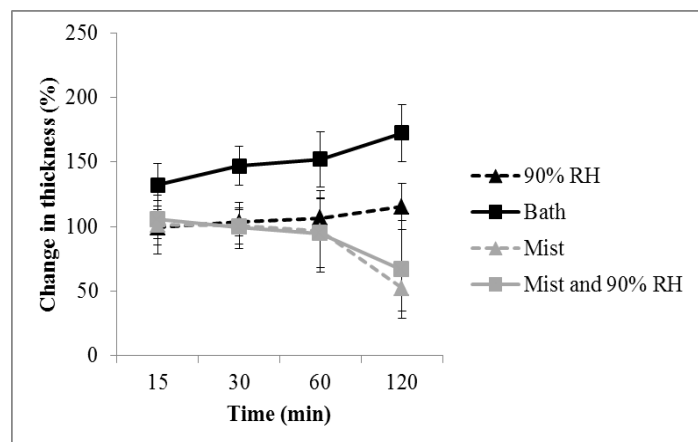 250
200
150
100
50
0
Change in thickness (%)
15 30 60 120
Time (min)
90% RH
Bath
Mist
Mist and 90% RH